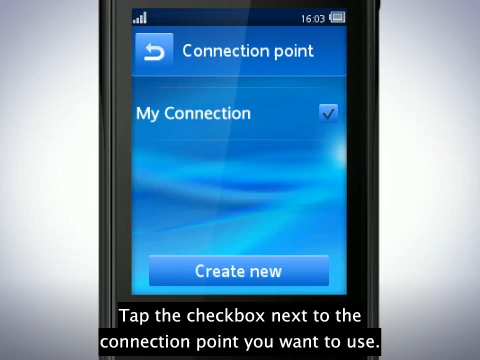 16:03
Connection point
My Connection
Create new
Tap the checkbox next to the
connection point you want to use.